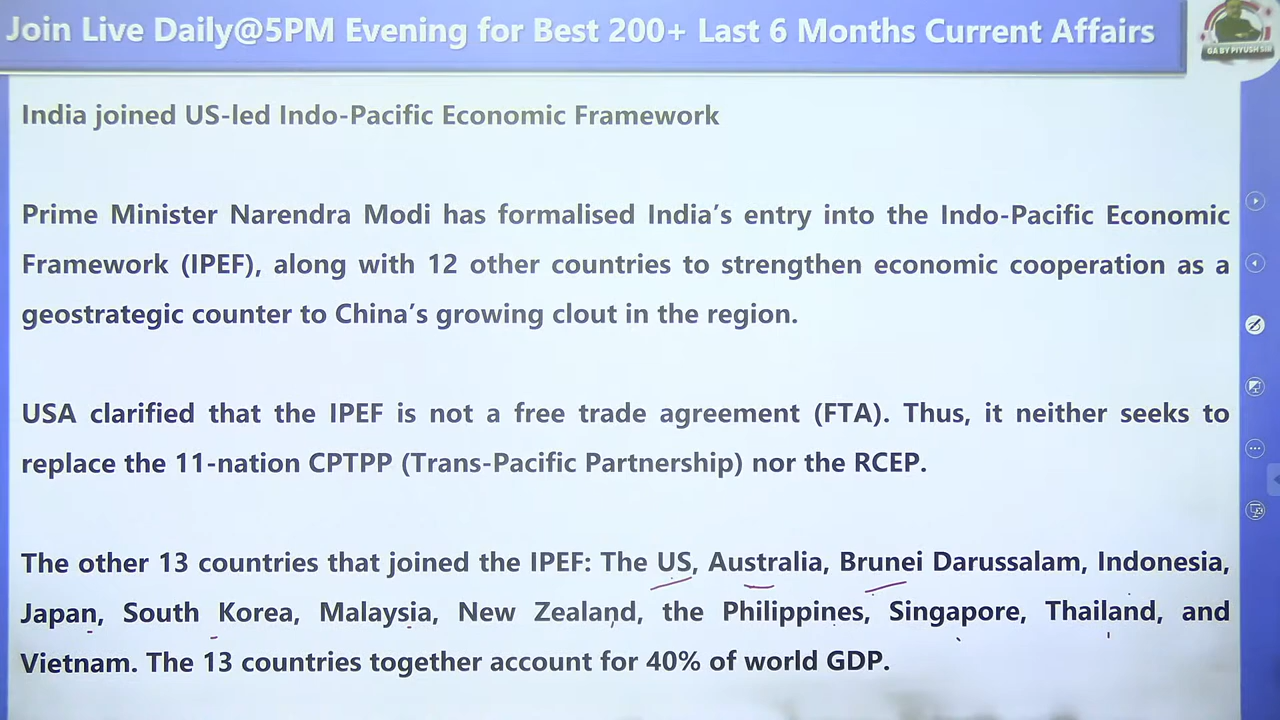 Join Live Daily@5PM Evening for Best 200+ Last 6 Months Current Affairs
GA BY PIYUSH SIR
India joined US-led Indo-Pacific Economic Framework
Prime Minister Narendra Modi has formalised India’s entry into the Indo-Pacific Economic
Framework (IPEF), along with 12 other countries to strengthen economic cooperation as a
geostrategic counter to China’s growing clout in the region.
USA clarified that the IPEF is not a free trade agreement (FTA). Thus, it neither seeks to
replace the 11-nation CPTPP (Trans-Pacific Partnership) nor the RCEP.
The other 13 countries that joined the IPEF: The US, Australia, Brunei Darussalam, Indonesia,
Japan, South Korea, Malaysia, New Zealand, the Philippines, Singapore, Thailand, and
Vietnam. The 13 countries together account for 40% of world GDP.